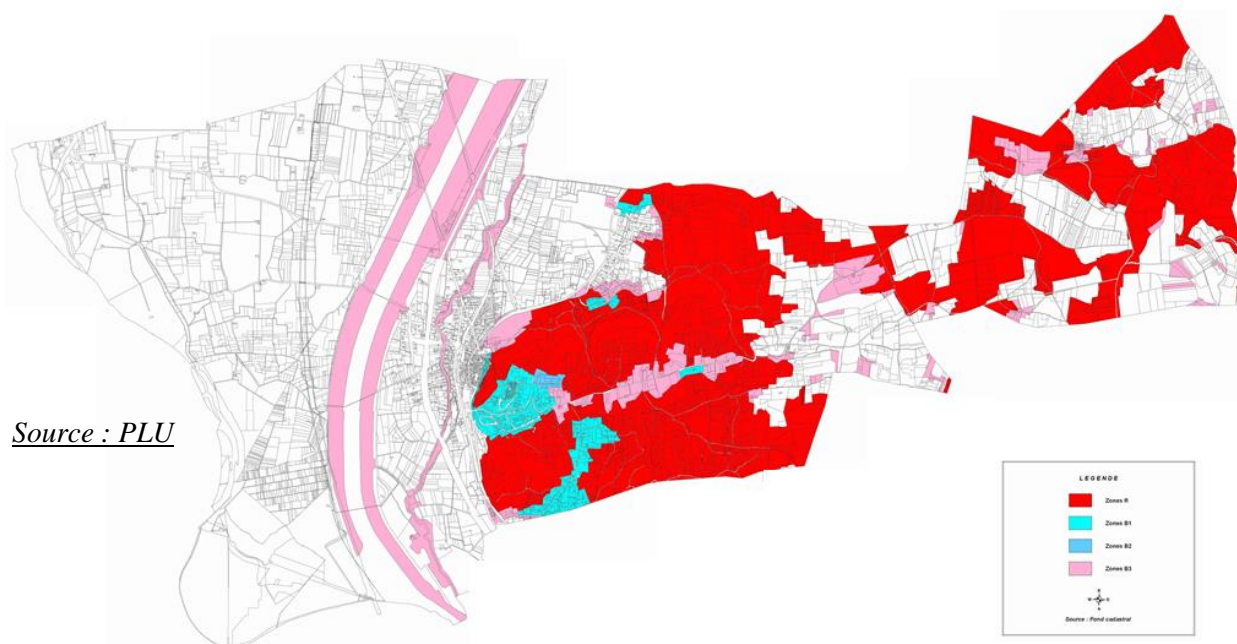 Source : PLU
LEGENDE
Zones R
Zones B1
Zones B2
Zones B3
Source : Fond cadastral